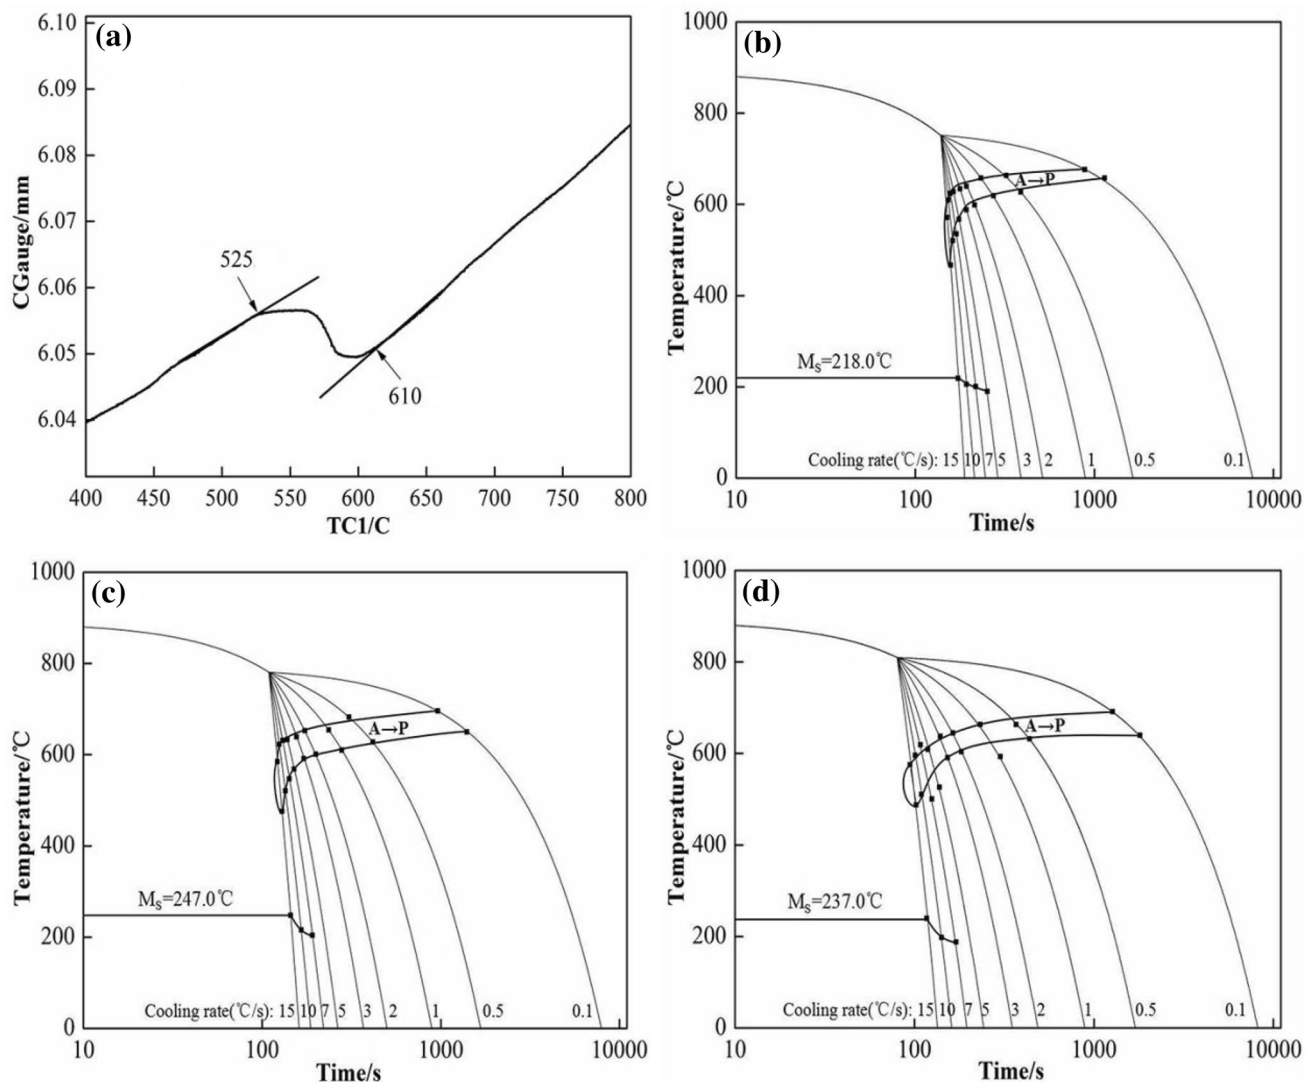 (a)
6.10
6.09
6.08
6.07
6.06
6.05
6.04
CGauge/mm
525
610
400 450 500 550 600 650 700 750 800
TC1/C
(b)
1000
800
600
400
200
0
Temperature/℃
A→P
Ms=218.0℃
Cooling rate(℃/s): 15 10 7 5 3 2 1 0.5 0.1
10 100 1000 10000
Time/s
(c)
1000
800
600
400
200
0
Temperature/℃
A→P
Ms=247.0℃
Cooling rate(℃/s): 15 10 7 5 3 2 1 0.5 0.1
10 100 1000 10000
Time/s
(d)
1000
800
600
400
200
0
Temperature/℃
A→P
Ms=237.0℃
Cooling rate(℃/s): 15 10 7 5 3 2 1 0.5 0.1
10 100 1000 10000
Time/s